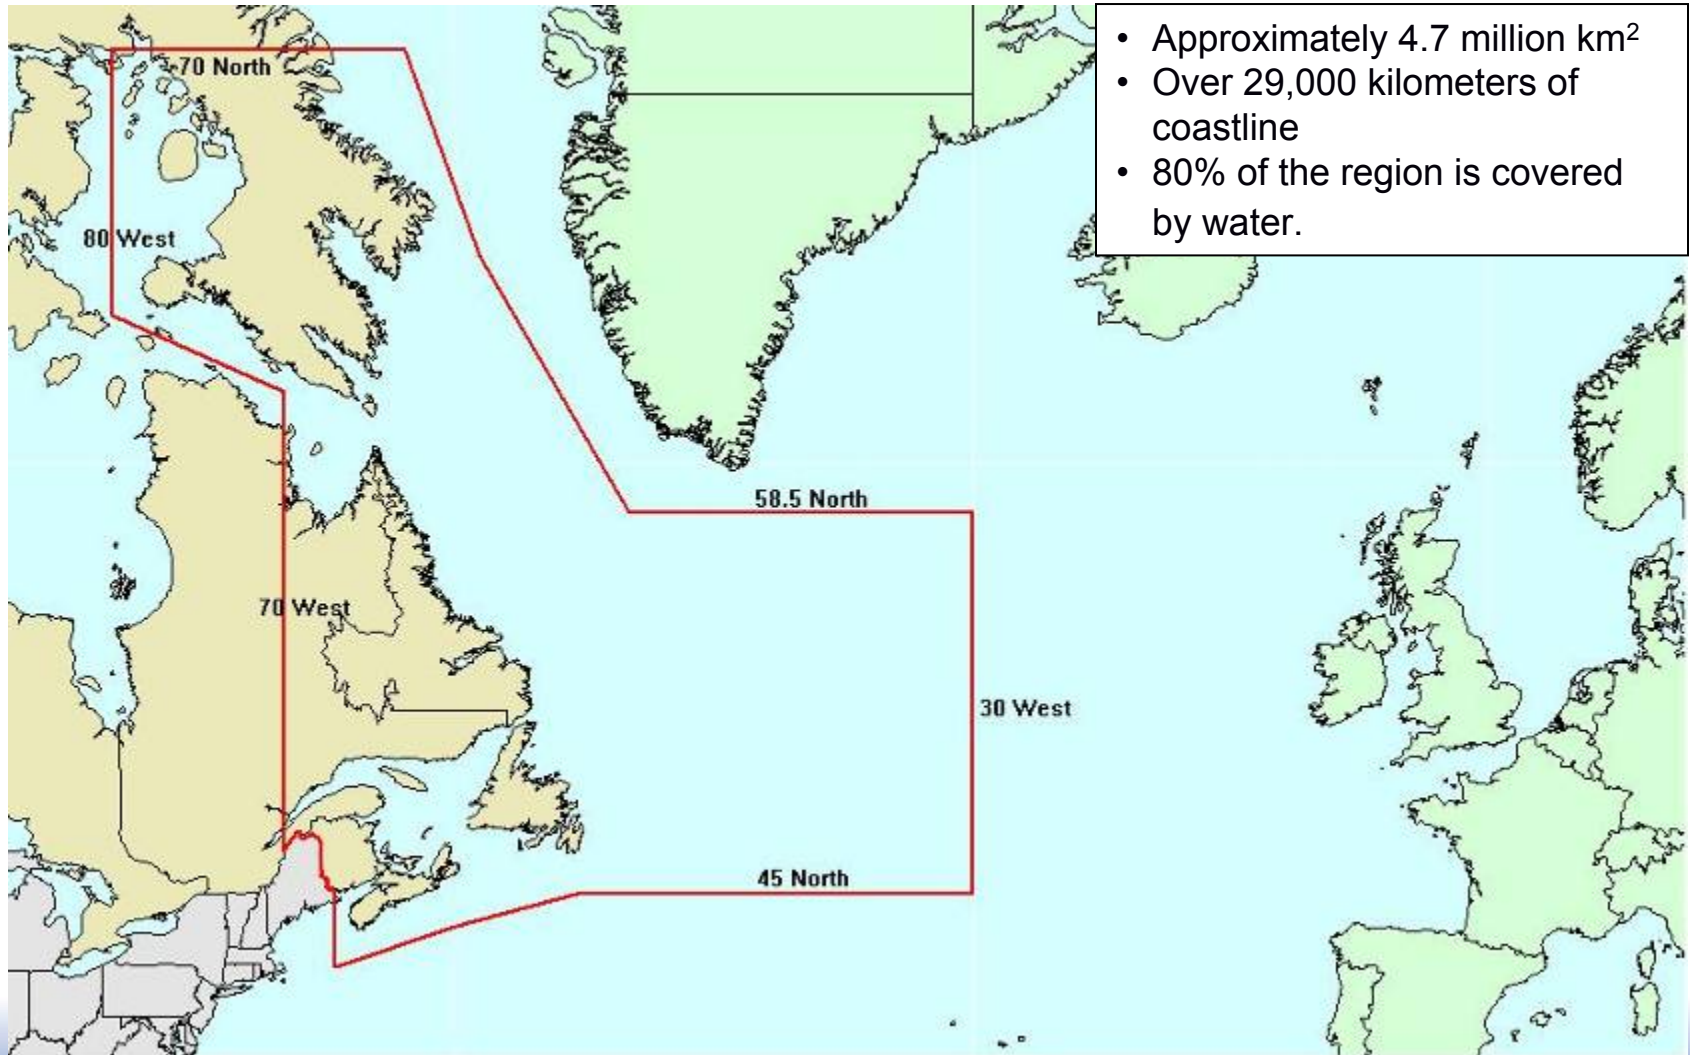 • Approximately 4.7 million km²
• Over 29,000 kilometers of
coastline
• 80% of the region is covered
by water.
70 North
80 West
58.5 North
70 West
30 West
45 North